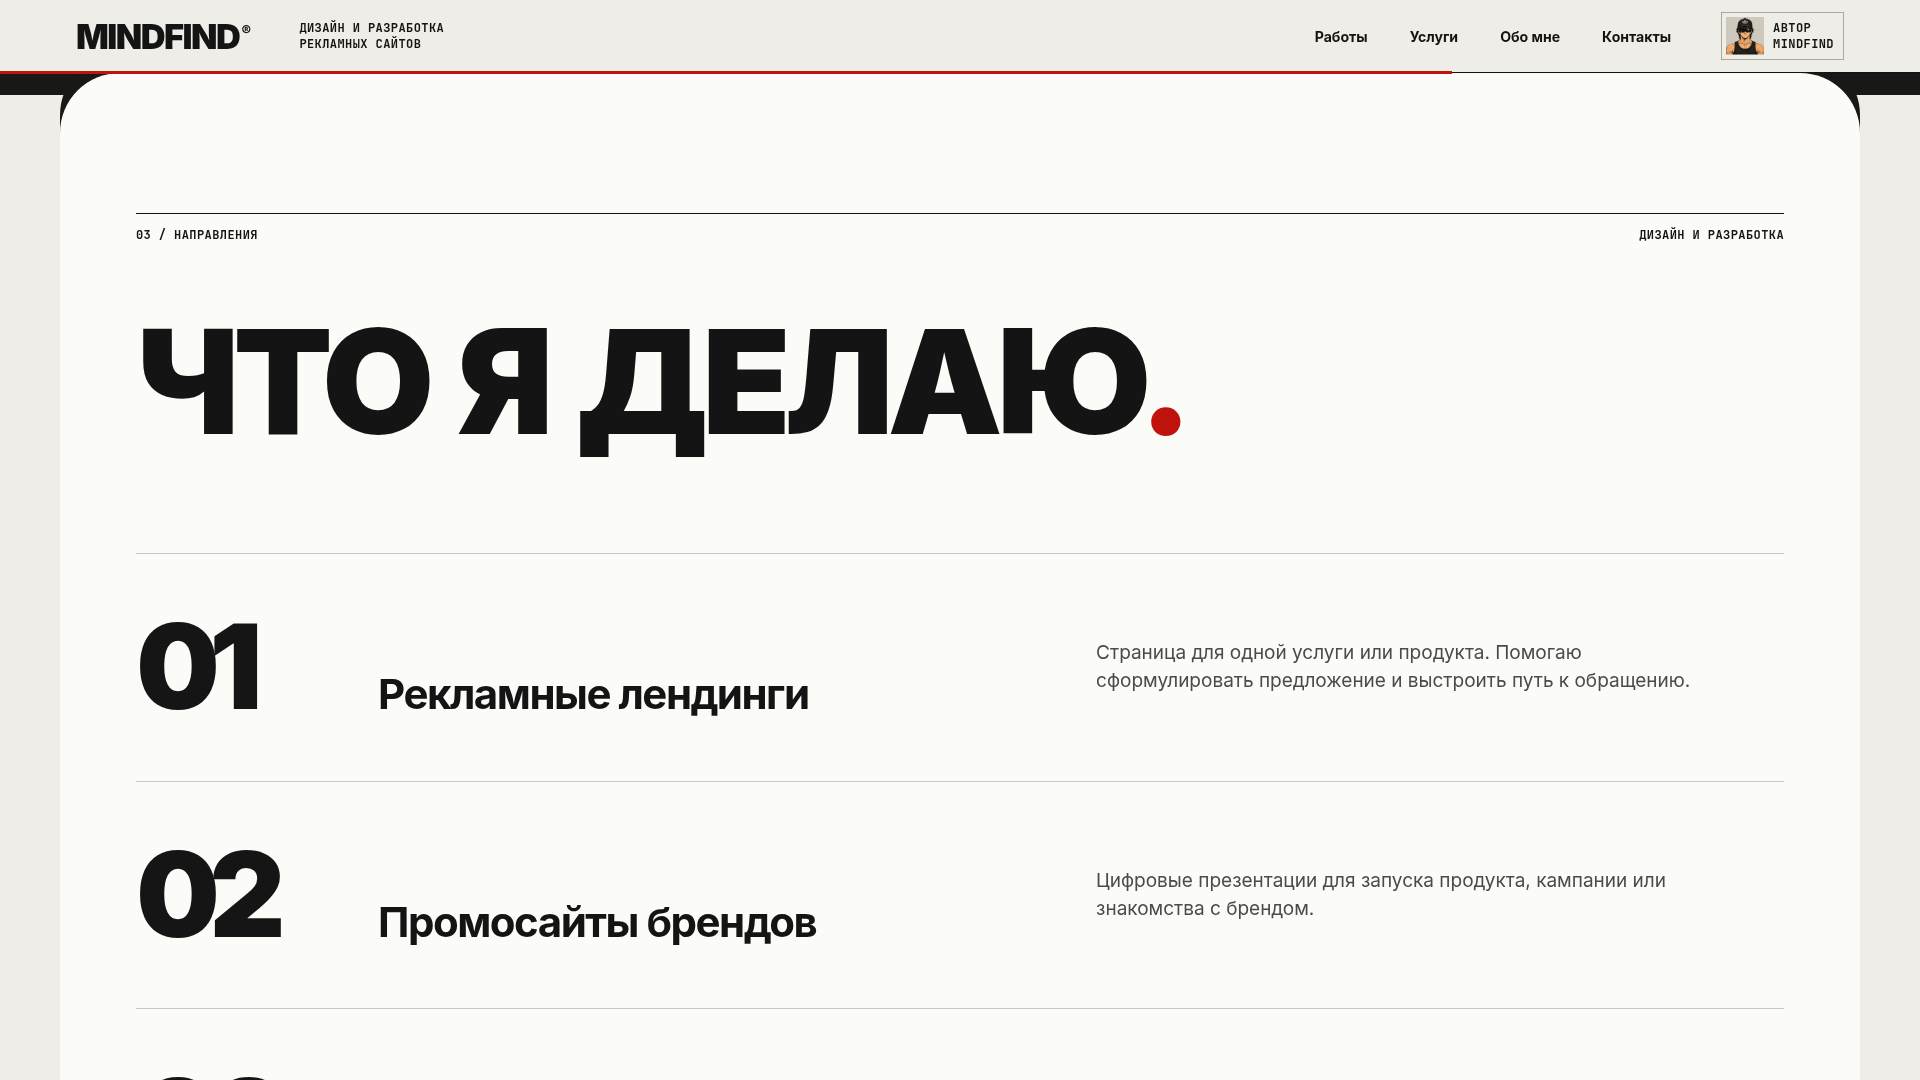 MINDFIND®
ДИЗАЙН И РАЗРАБОТКА
РЕКЛАМНЫХ САЙТОВ
Работы
Услуги
Обо мне
Контакты
АВТОР
MINDFIND
03 / НАПРАВЛЕНИЯ
ДИЗАЙН И РАЗРАБОТКА
ЧТО Я ДЕЛАЮ.
01
Рекламные лендинги
Страница для одной услуги или продукта. Помогаю
сформулировать предложение и выстроить путь к обращению.
02
Промосайты брендов
Цифровые презентации для запуска продукта, кампании или
знакомства с брендом.